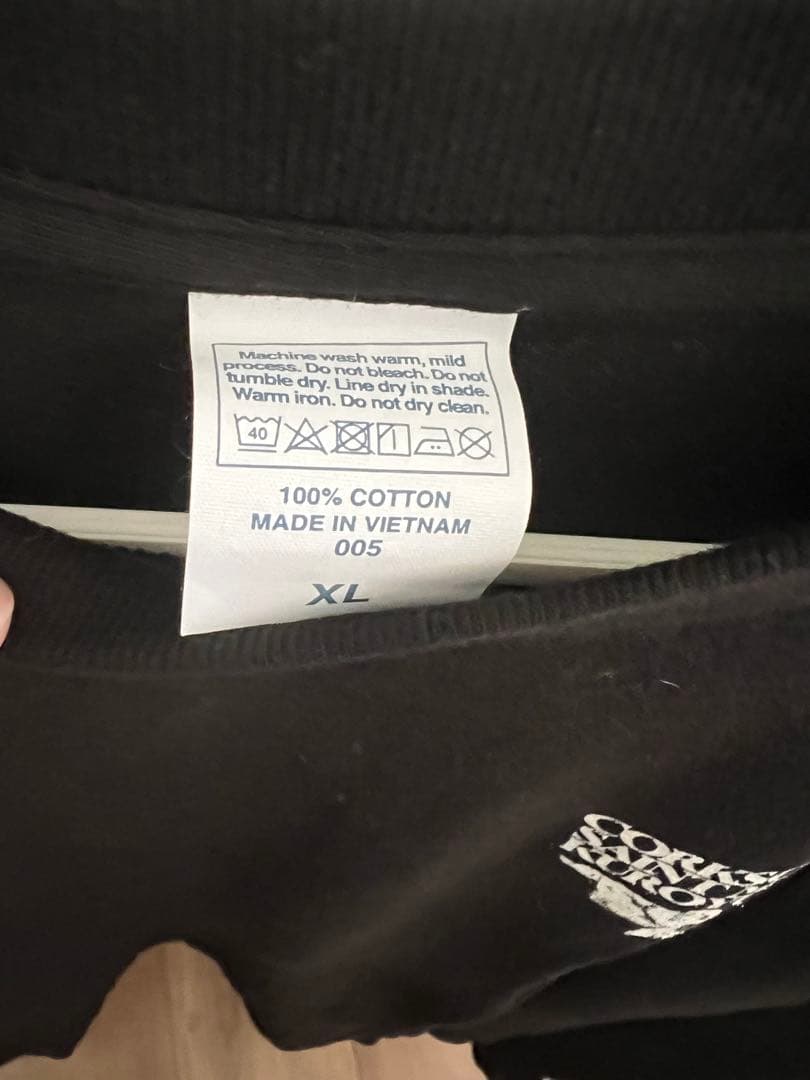 Machine wash warm, mild
process. Do not bleach. Do not
tumble dry. Line dry in shade.
Warm iron. Do not dry clean.
40
100% COTTON
MADE IN VIETNAM
005
XL